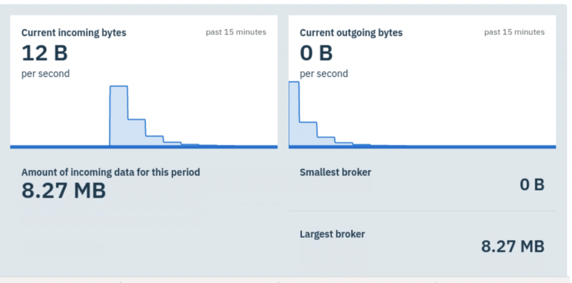 Current incoming bytes
past 15 minutes
12 B
per second
Current outgoing bytes
past 15 minutes
0 B
per second
Amount of incoming data for this period
8.27 MB
Smallest broker
0 B
Largest broker
8.27 MB